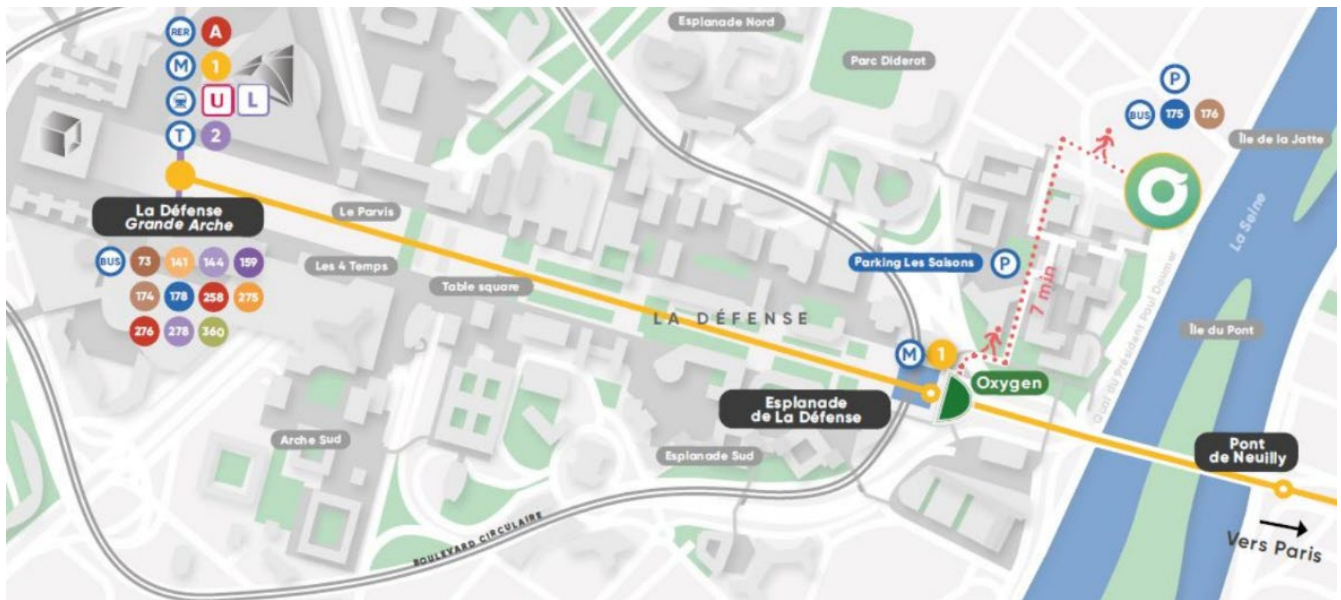 RER A
M 1
U L
T 2
La Défense
Grande Arche
BUS 73 141 144 159
174 178 258 275
276 278 360
Esplanade Nord
Parc Diderot
P
BUS 175 176
Île de la Jatte
La Seine
Le Parvis
Les 4 Temps
Table square
LA DÉFENSE
Parking Les Saisons P
7 min
Quai du Président Paul Doumer
Île du Pont
M 1
Oxygen
Esplanade
de La Défense
Arche Sud
Esplanade Sud
BOULEVARD CIRCULAIRE
Pont
de Neuilly
Vers Paris